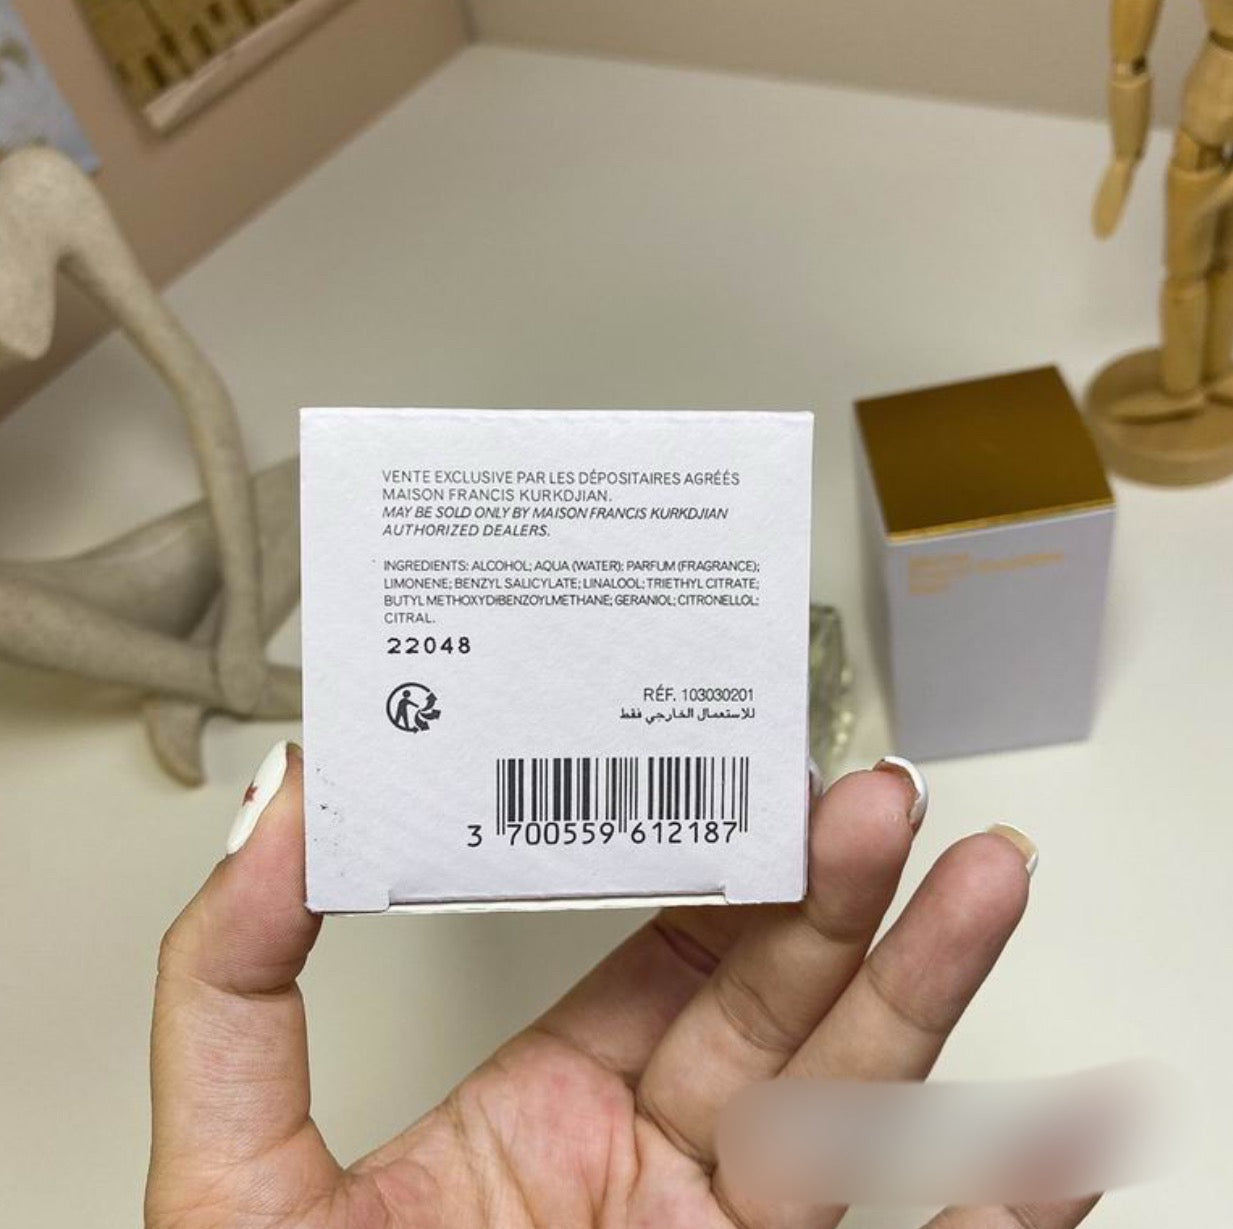 VENTE EXCLUSIVE PAR LES DÉPOSITAIRES AGRÉÉS
MAISON FRANCIS KURKDJIAN.
MAY BE SOLD ONLY BY MAISON FRANCIS KURKDJIAN
AUTHORIZED DEALERS.
INGREDIENTS: ALCOHOL; AQUA (WATER); PARFUM (FRAGRANCE);
LIMONENE; BENZYL SALICYLATE; LINALOOL; TRIETHYL CITRATE;
BUTYL METHOXYDIBENZOYLMETHANE; GERANIOL; CITRONELLOL;
CITRAL.
22048
RÉF. 103030201
للاستعمال الخارجي فقط
3 700559 612187